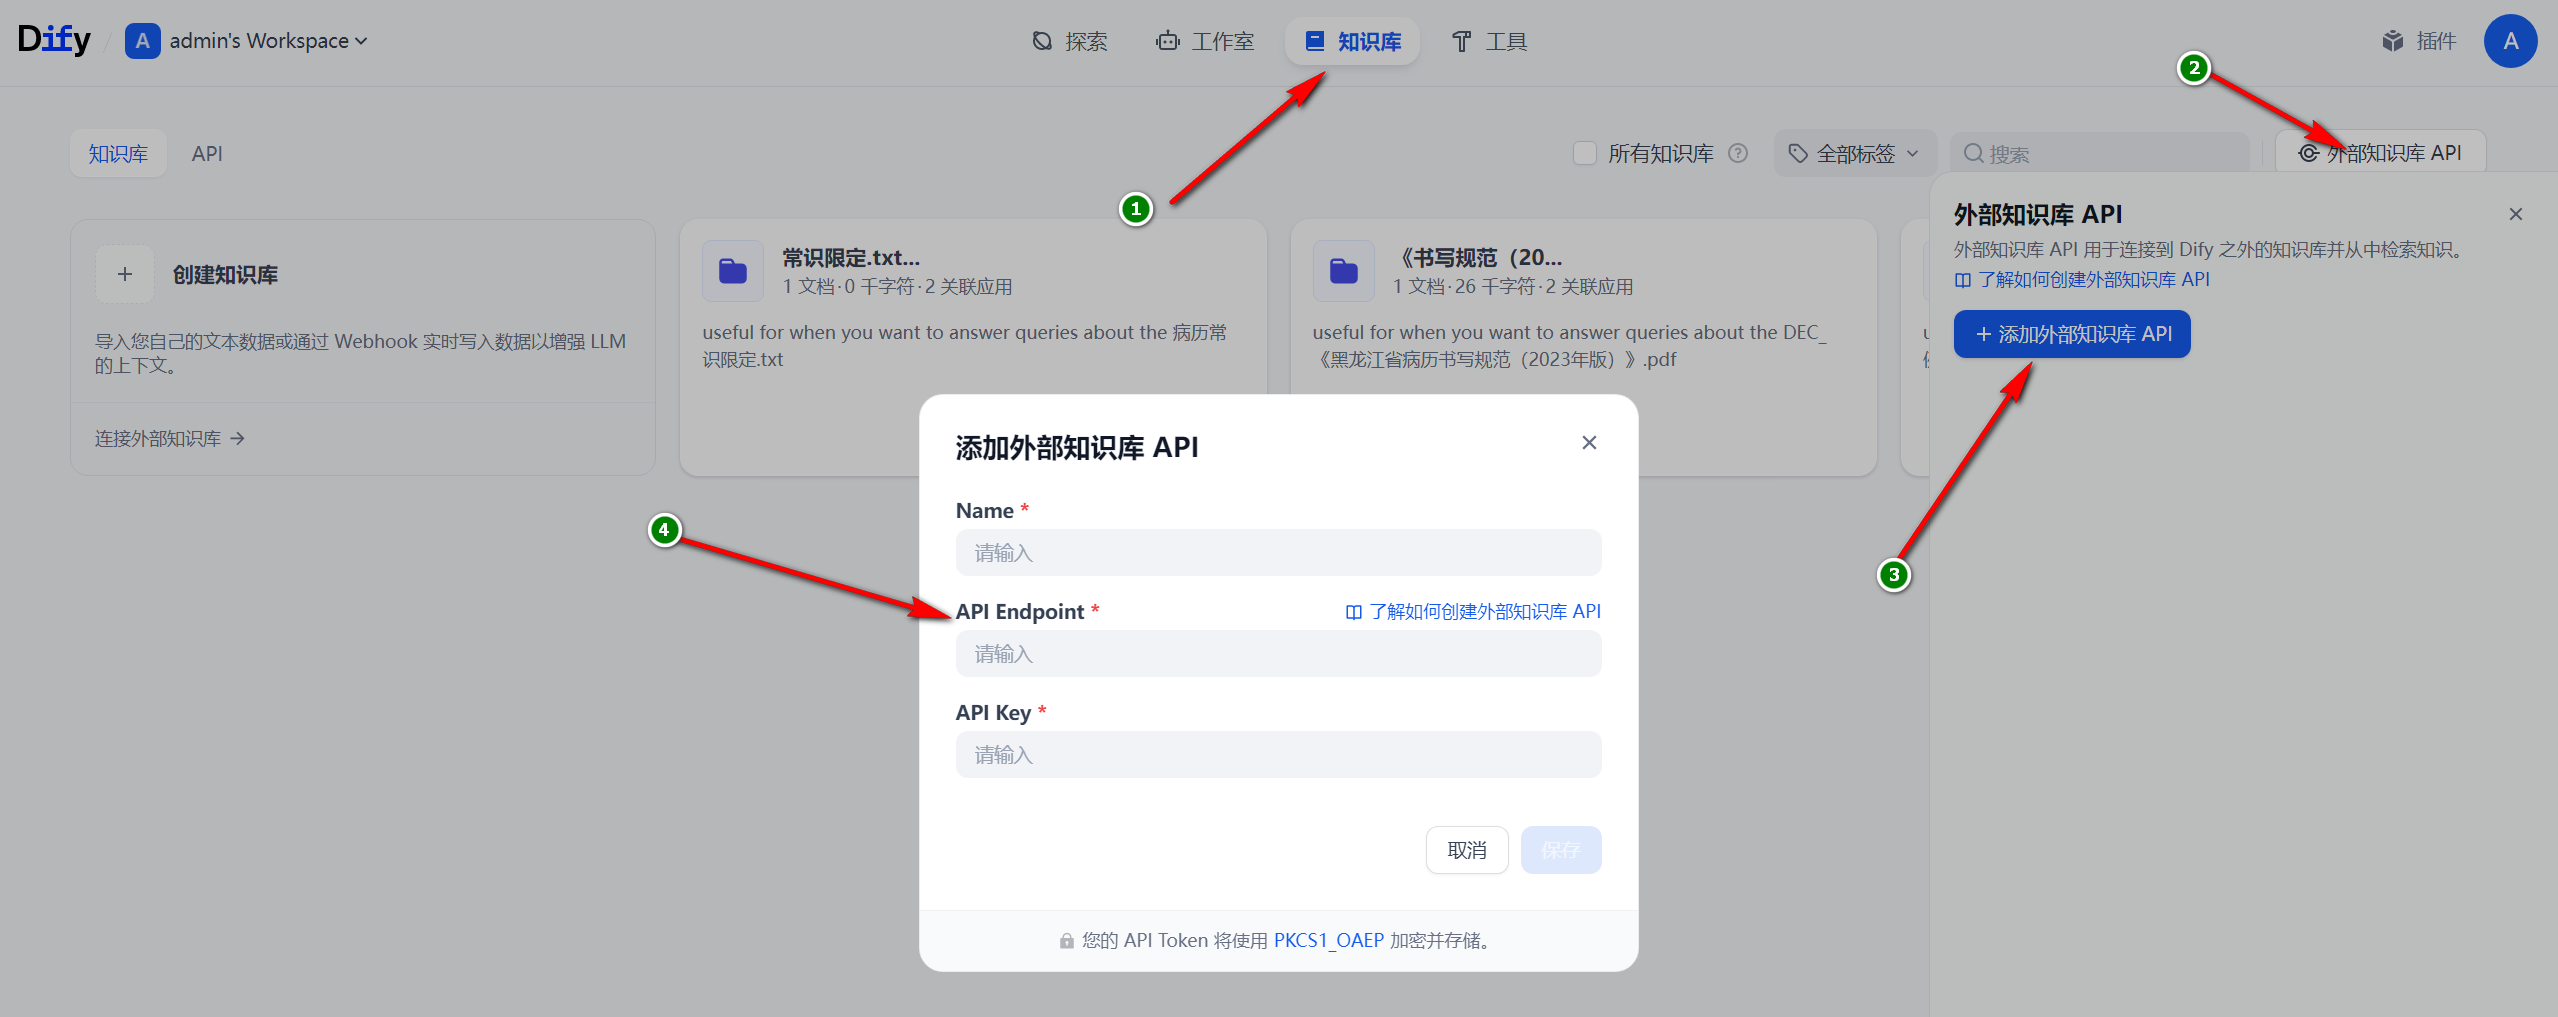 Dify / A admin's Workspace
探索
工作室
知识库
工具
插件
A
2
知识库
API
所有知识库
全部标签
搜索
外部知识库 API
1
创建知识库
导入您自己的文本数据或通过 Webhook 实时写入数据以增强 LLM
的上下文。
连接外部知识库
常识限定.txt...
1 文档·0 千字符·2 关联应用
useful for when you want to answer queries about the 病历常
识限定.txt
《书写规范（20...
1 文档·26 千字符·2 关联应用
useful for when you want to answer queries about the DEC_
《黑龙江省病历书写规范（2023年版）》.pdf
外部知识库 API
外部知识库 API 用于连接到 Dify 之外的知识库并从中检索知识。
了解如何创建外部知识库 API
+ 添加外部知识库 API
3
4
添加外部知识库 API
Name *
请输入
API Endpoint *
了解如何创建外部知识库 API
请输入
API Key *
请输入
取消
保存
您的 API Token 将使用 PKCS1_OAEP 加密并存储。